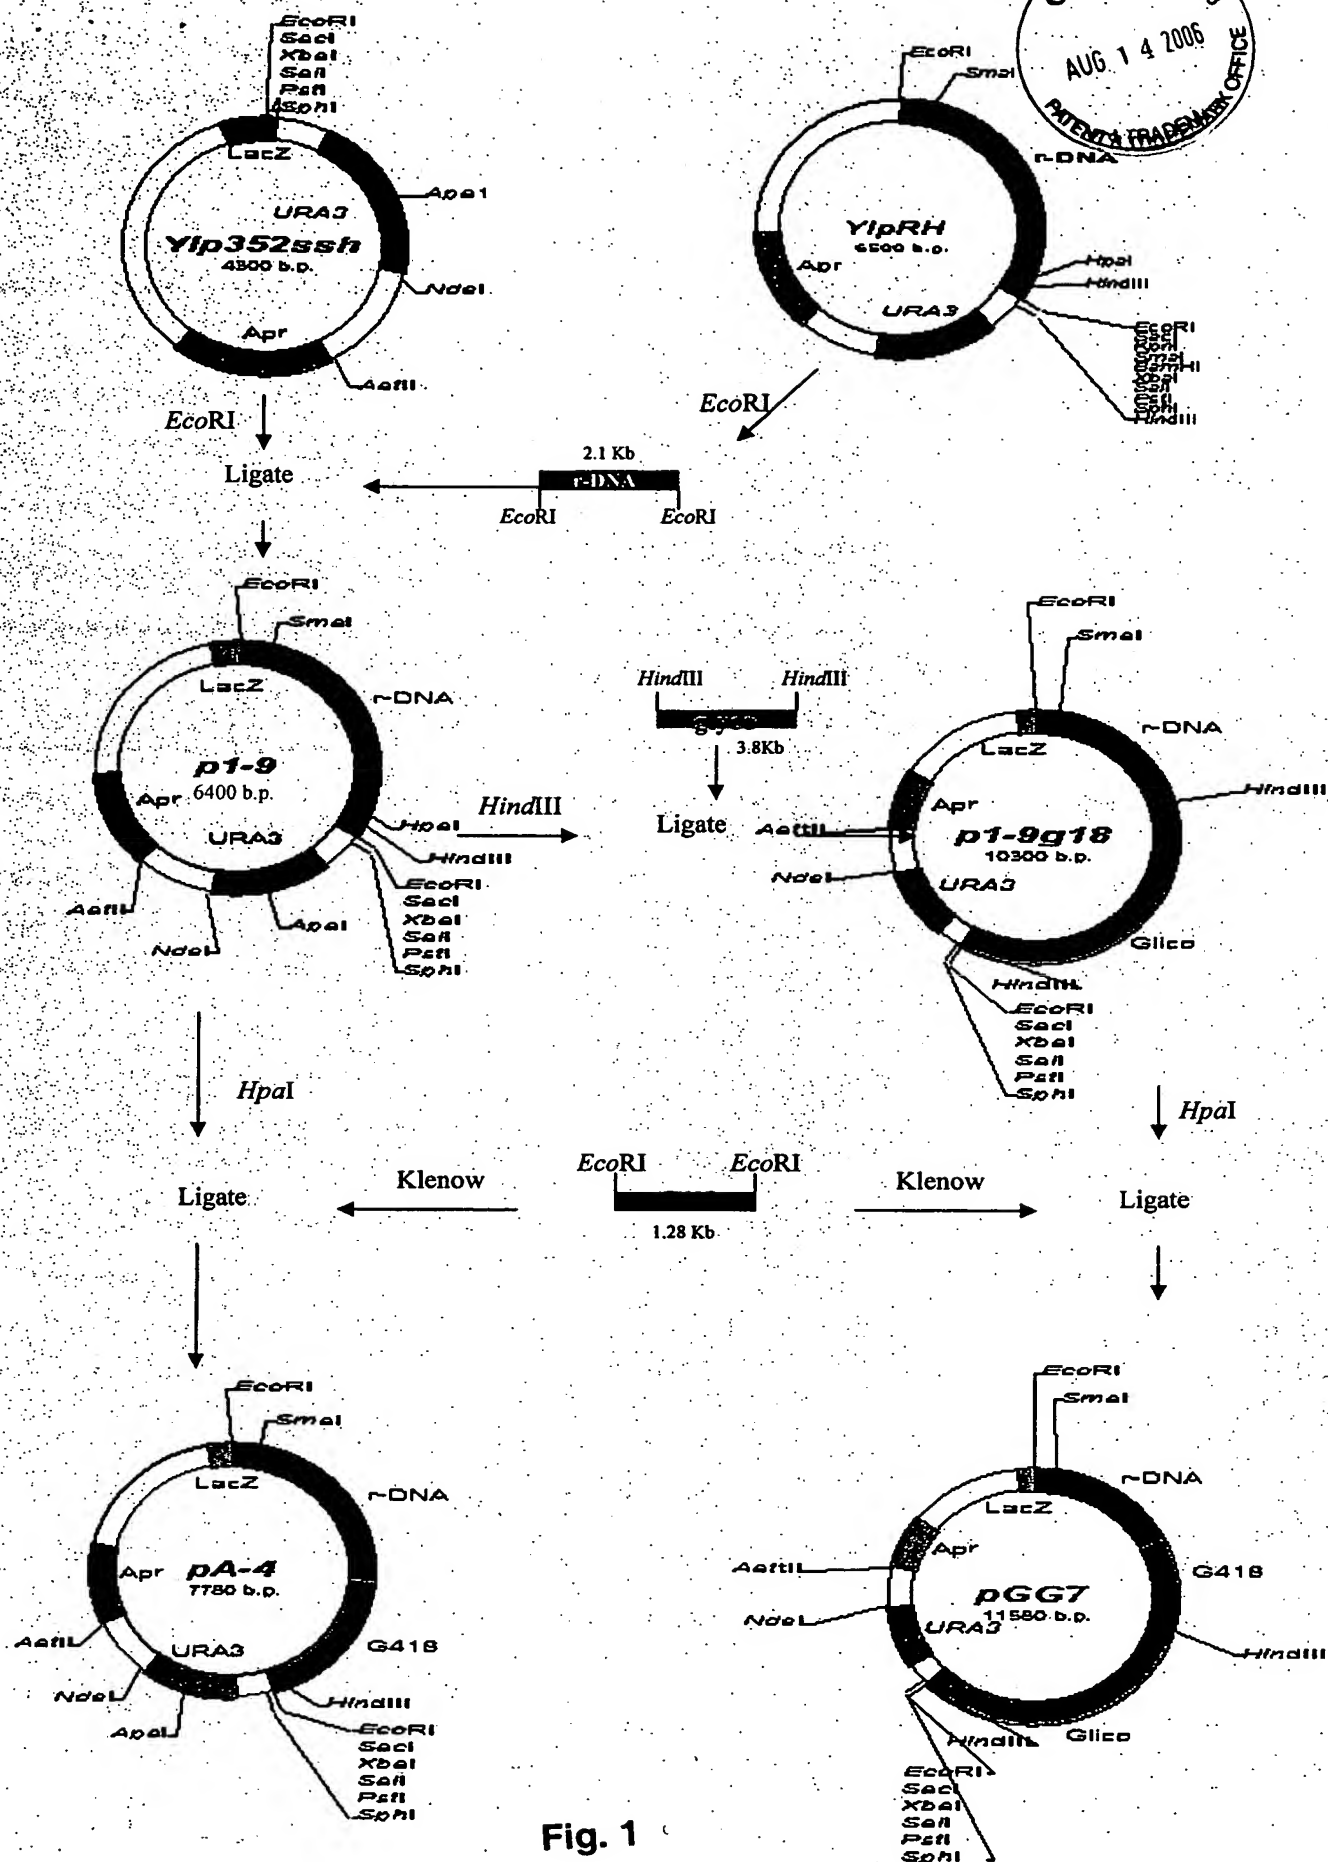 EcoRI
SacI
XbaI
SalI
PstI
SphI
LacZ
URA3
ApaI
YIp352ssh
4300 b.p.
NdeI
Apr
AatII
EcoRI
SmaI
AUG 14 2006
PATENT & TRADEMARK OFFICE
r-DNA
YIpRH
6500 b.p.
Apr
HpaI
HindIII
URA3
EcoRI
SmaI
BamHI
XbaI
SphI
HindIII
EcoRI
EcoRI
Ligate
2.1 Kb
r-DNA
EcoRI
EcoRI
EcoRI
SmaI
LacZ
r-DNA
p1-9
6400 b.p.
Apr
URA3
HpaI
HindIII
EcoRI
SacI
XbaI
SalI
PstI
SphI
AatII
NdeI
ApaI
HindIII
HindIII
HindIII
3.8Kb
Ligate
EcoRI
SmaI
LacZ
r-DNA
HindIII
Apr
AatII
p1-9g18
10300 b.p.
NdeI
URA3
Glico
HindIII
EcoRI
SacI
XbaI
SalI
PstI
SphI
HpaI
HpaI
EcoRI
EcoRI
Klenow
Klenow
Ligate
Ligate
1.28 Kb
EcoRI
SmaI
LacZ
r-DNA
Apr
pA-4
7780 b.p.
AatII
URA3
G418
NdeI
HindIII
ApaI
EcoRI
SacI
XbaI
SalI
PstI
SphI
EcoRI
SmaI
LacZ
r-DNA
Apr
AatII
G418
pGG7
11580 b.p.
NdeI
URA3
HindIII
Glico
HindIII
EcoRI
SacI
XbaI
SalI
PstI
SphI
Fig. 1